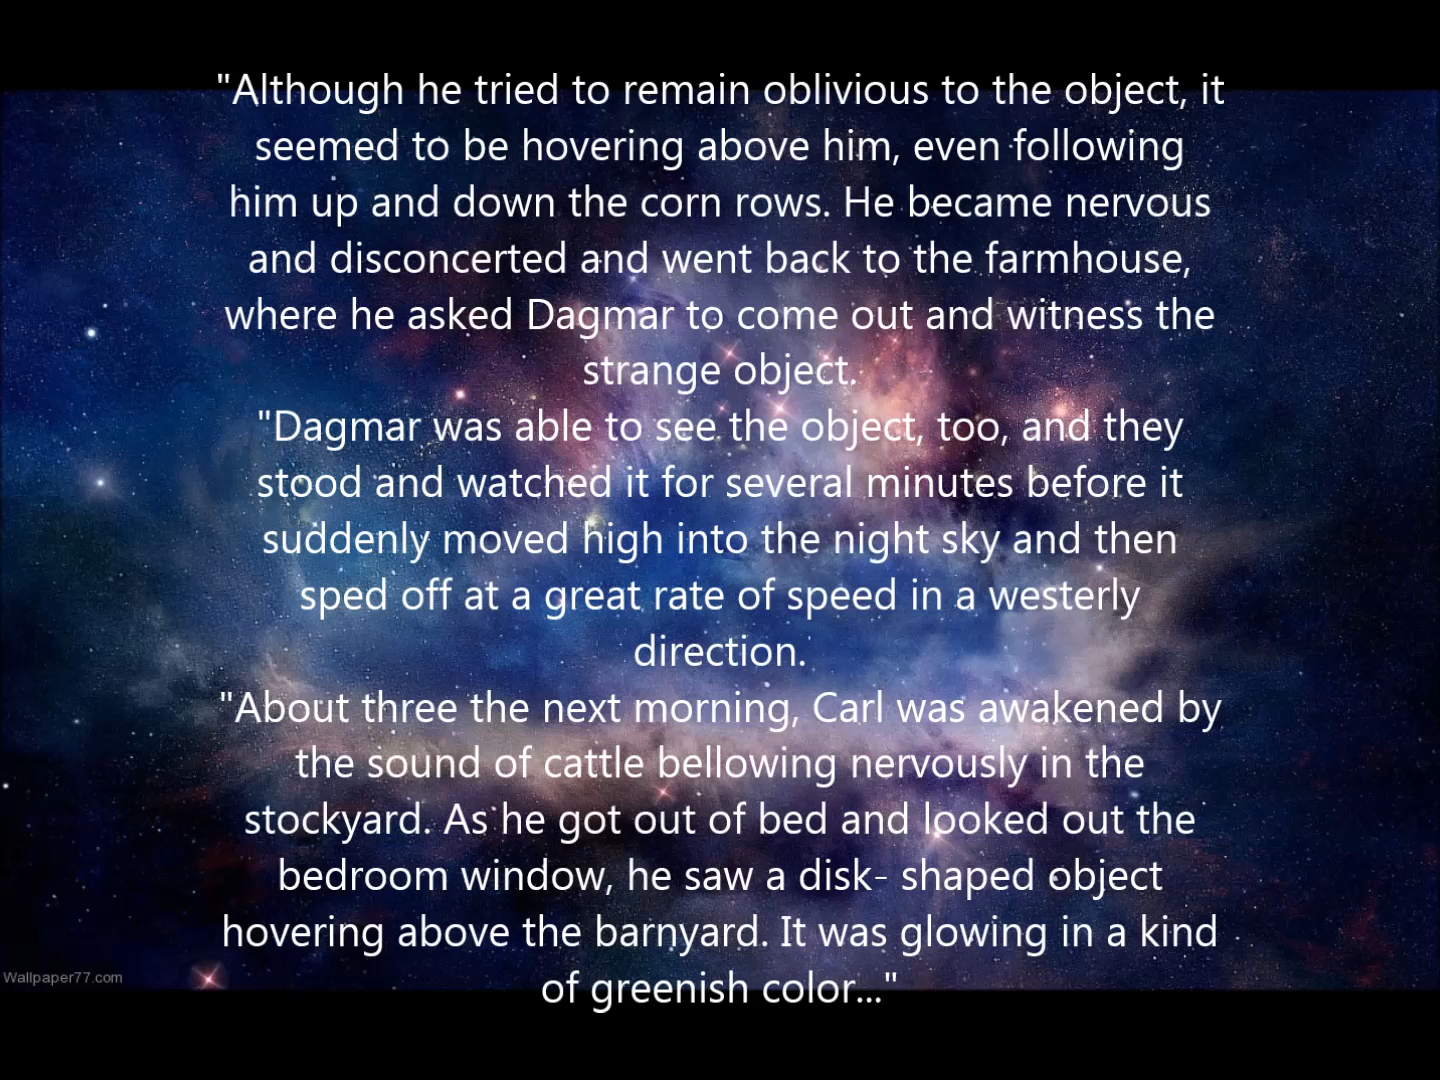 "Although he tried to remain oblivious to the object, it
seemed to be hovering above him, even following
him up and down the corn rows. He became nervous
and disconcerted and went back to the farmhouse,
where he asked Dagmar to come out and witness the
strange object.
"Dagmar was able to see the object, too, and they
stood and watched it for several minutes before it
suddenly moved high into the night sky and then
sped off at a great rate of speed in a westerly
direction.
"About three the next morning, Carl was awakened by
the sound of cattle bellowing nervously in the
stockyard. As he got out of bed and looked out the
bedroom window, he saw a disk- shaped object
hovering above the barnyard. It was glowing in a kind
of greenish color..."
Wallpaper77.com